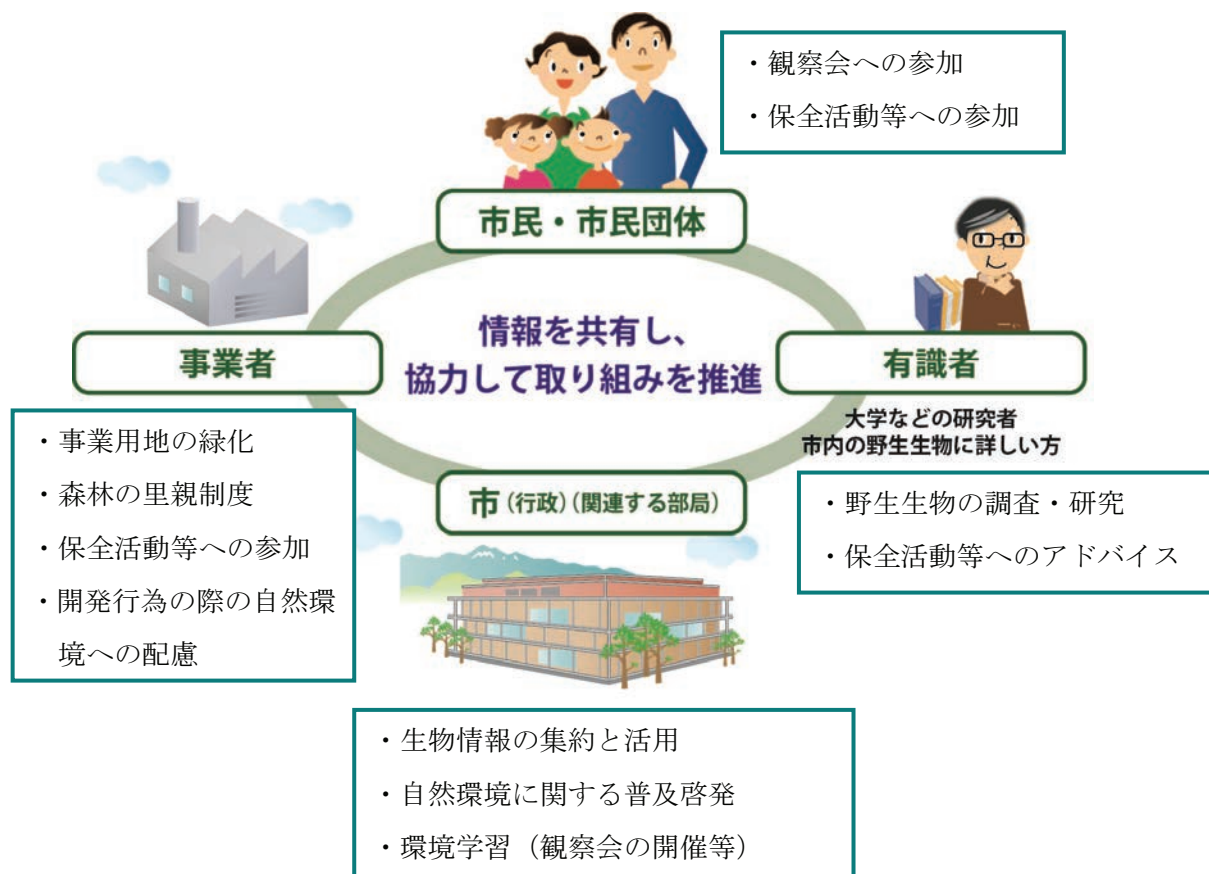 ・観察会への参加
・保全活動等への参加
市民・市民団体
情報を共有し、
協力して取り組みを推進
事業者
有識者
大学などの研究者
市内の野生生物に詳しい方
・事業用地の緑化
・森林の里親制度
・保全活動等への参加
・開発行為の際の自然環
境への配慮
市(行政)(関連する部局)
・野生生物の調査・研究
・保全活動等へのアドバイス
・生物情報の集約と活用
・自然環境に関する普及啓発
・環境学習（観察会の開催等）